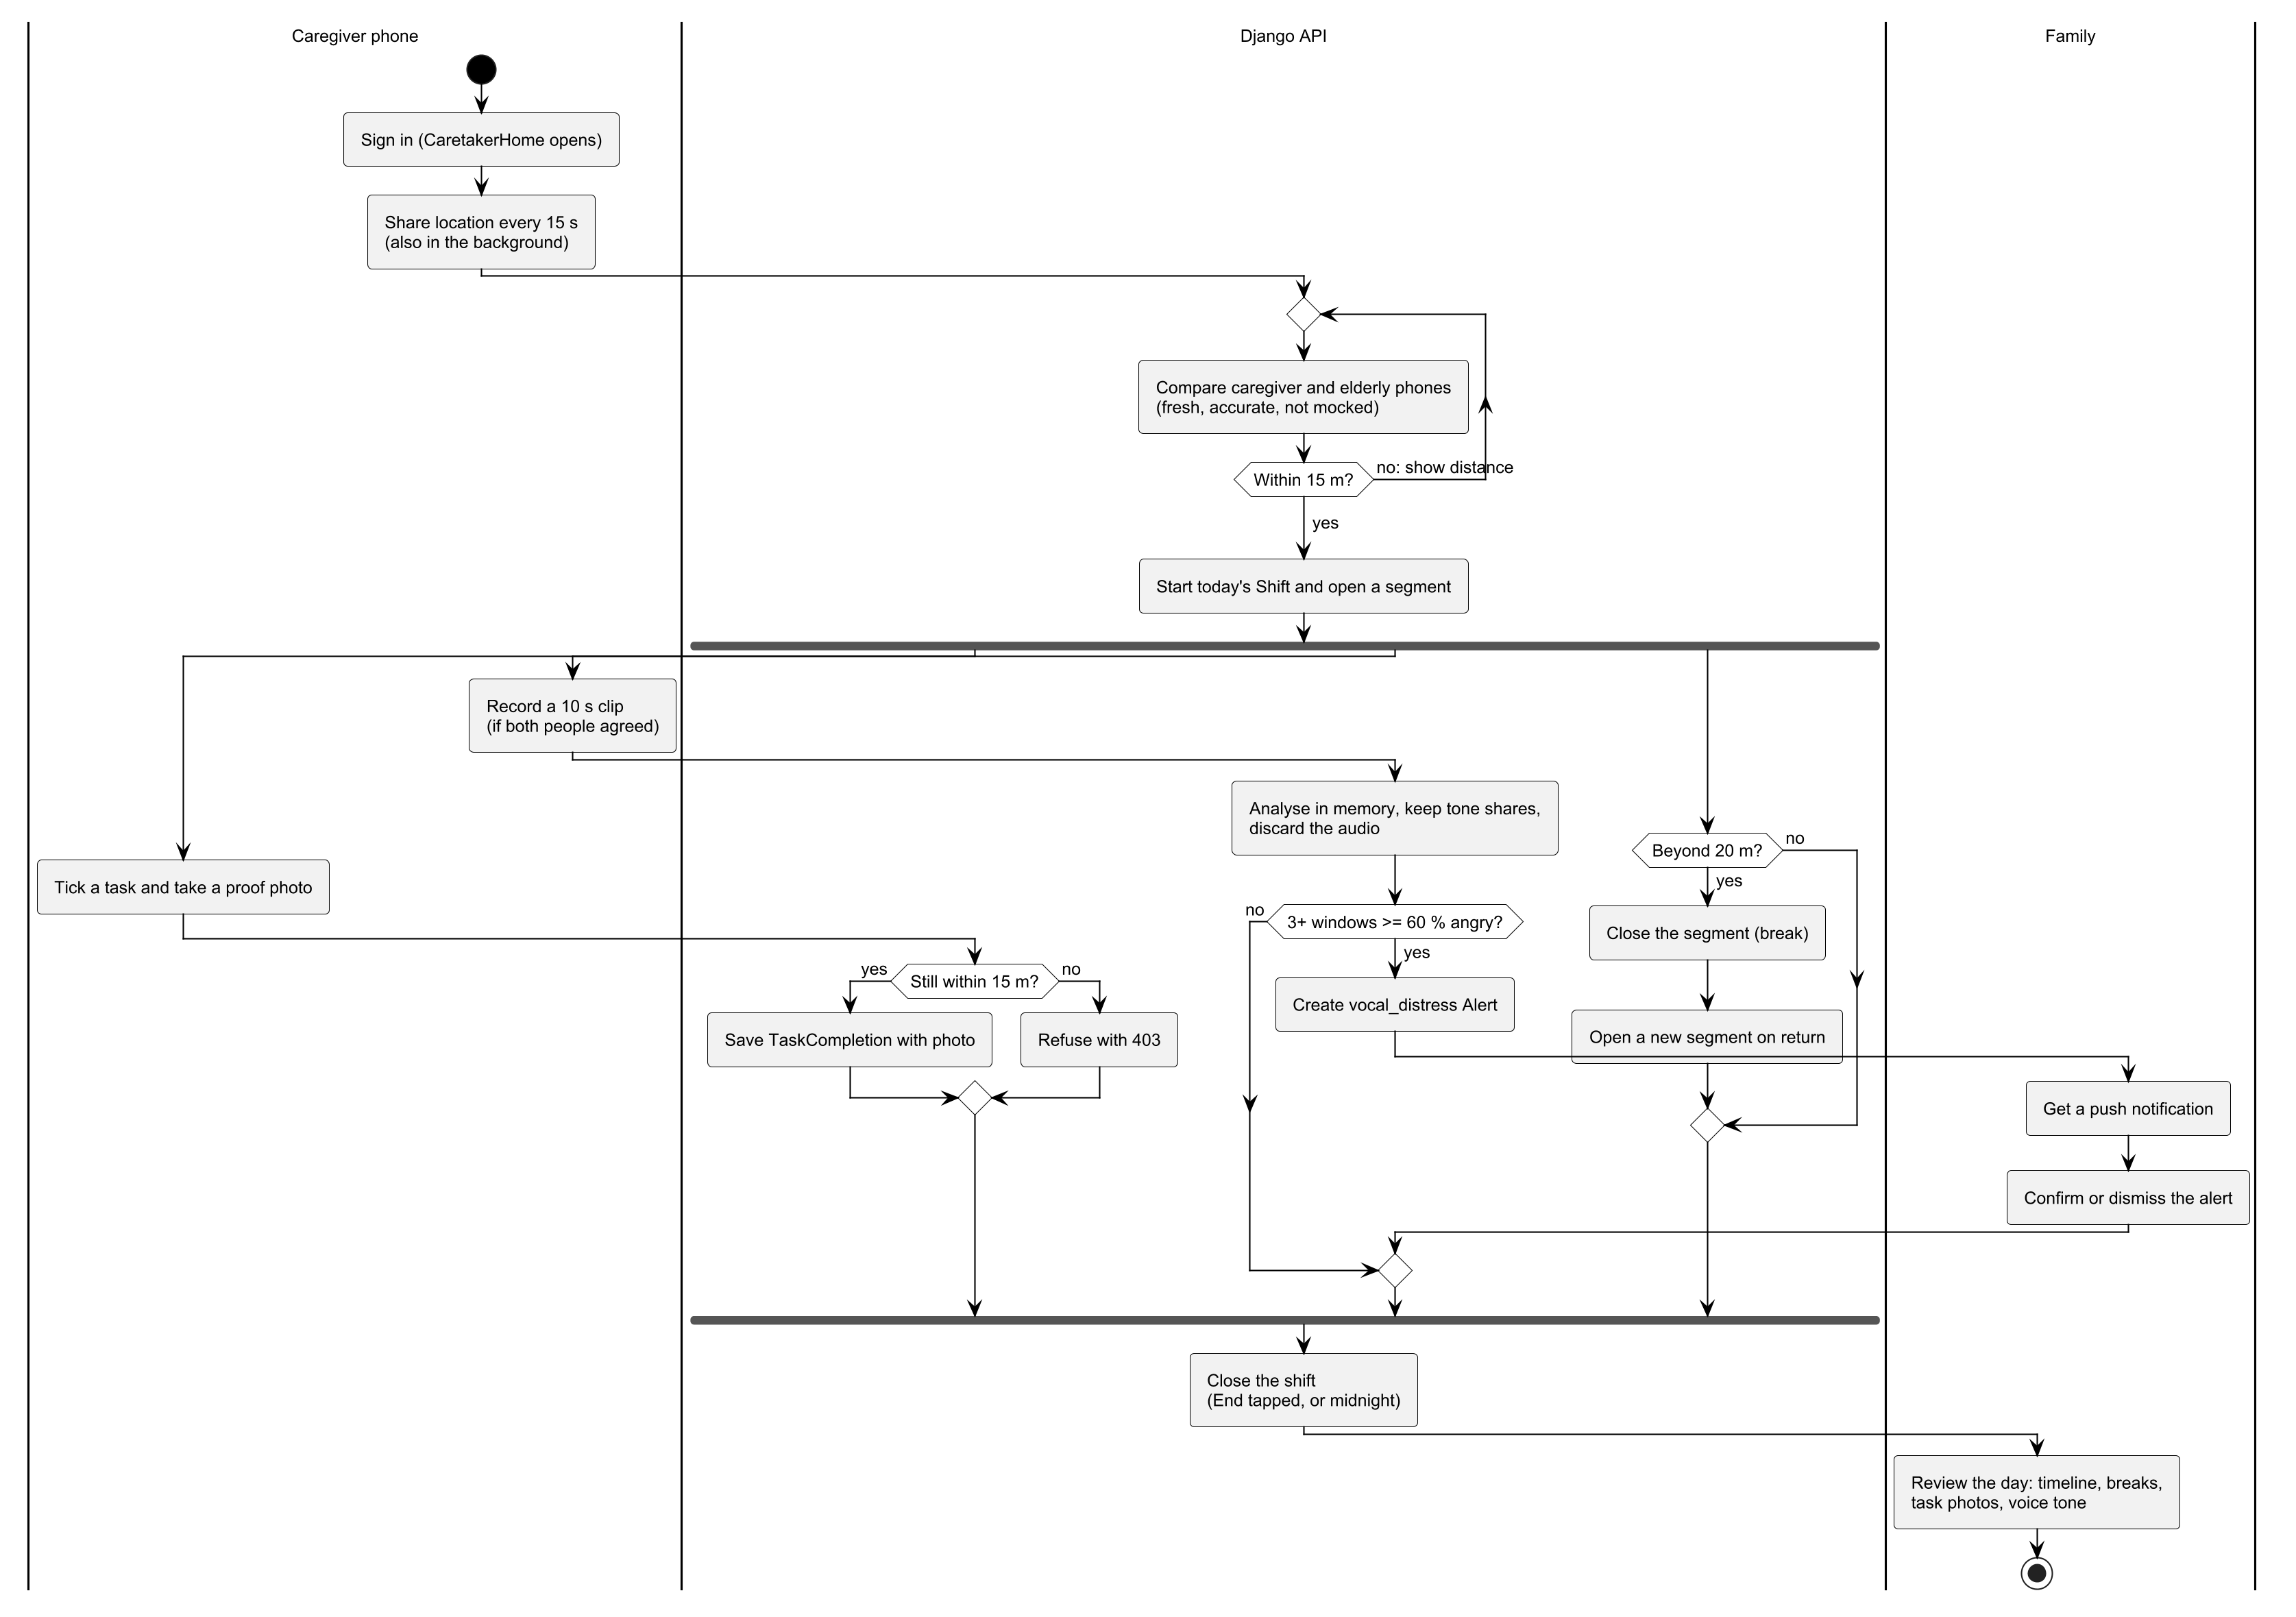 Caregiver phone
Django API
Family
Sign in (CaretakerHome opens)
Share location every 15 s
(also in the background)
Compare caregiver and elderly phones
(fresh, accurate, not mocked)
Within 15 m?
no: show distance
yes
Start today's Shift and open a segment
Record a 10 s clip
(if both people agreed)
Analyse in memory, keep tone shares,
discard the audio
Beyond 20 m?
no
yes
Tick a task and take a proof photo
3+ windows >= 60 % angry?
no
yes
Close the segment (break)
Still within 15 m?
yes
no
Create vocal_distress Alert
Save TaskCompletion with photo
Refuse with 403
Open a new segment on return
Get a push notification
Confirm or dismiss the alert
Close the shift
(End tapped, or midnight)
Review the day: timeline, breaks,
task photos, voice tone